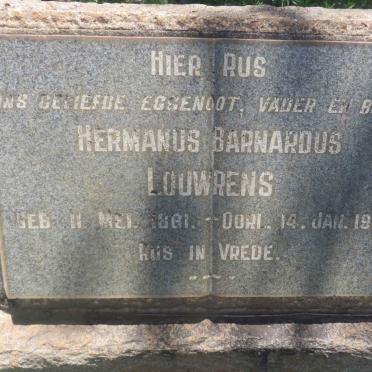 HIER RUS
ONS GELIEFDE EGGENOOT, VADER EN
HERMANUS BARNARDUS
LOUWRENS
GEB. 11. MEI. 1861.—OORL. 14. JAN. 19
RUS IN VREDE.